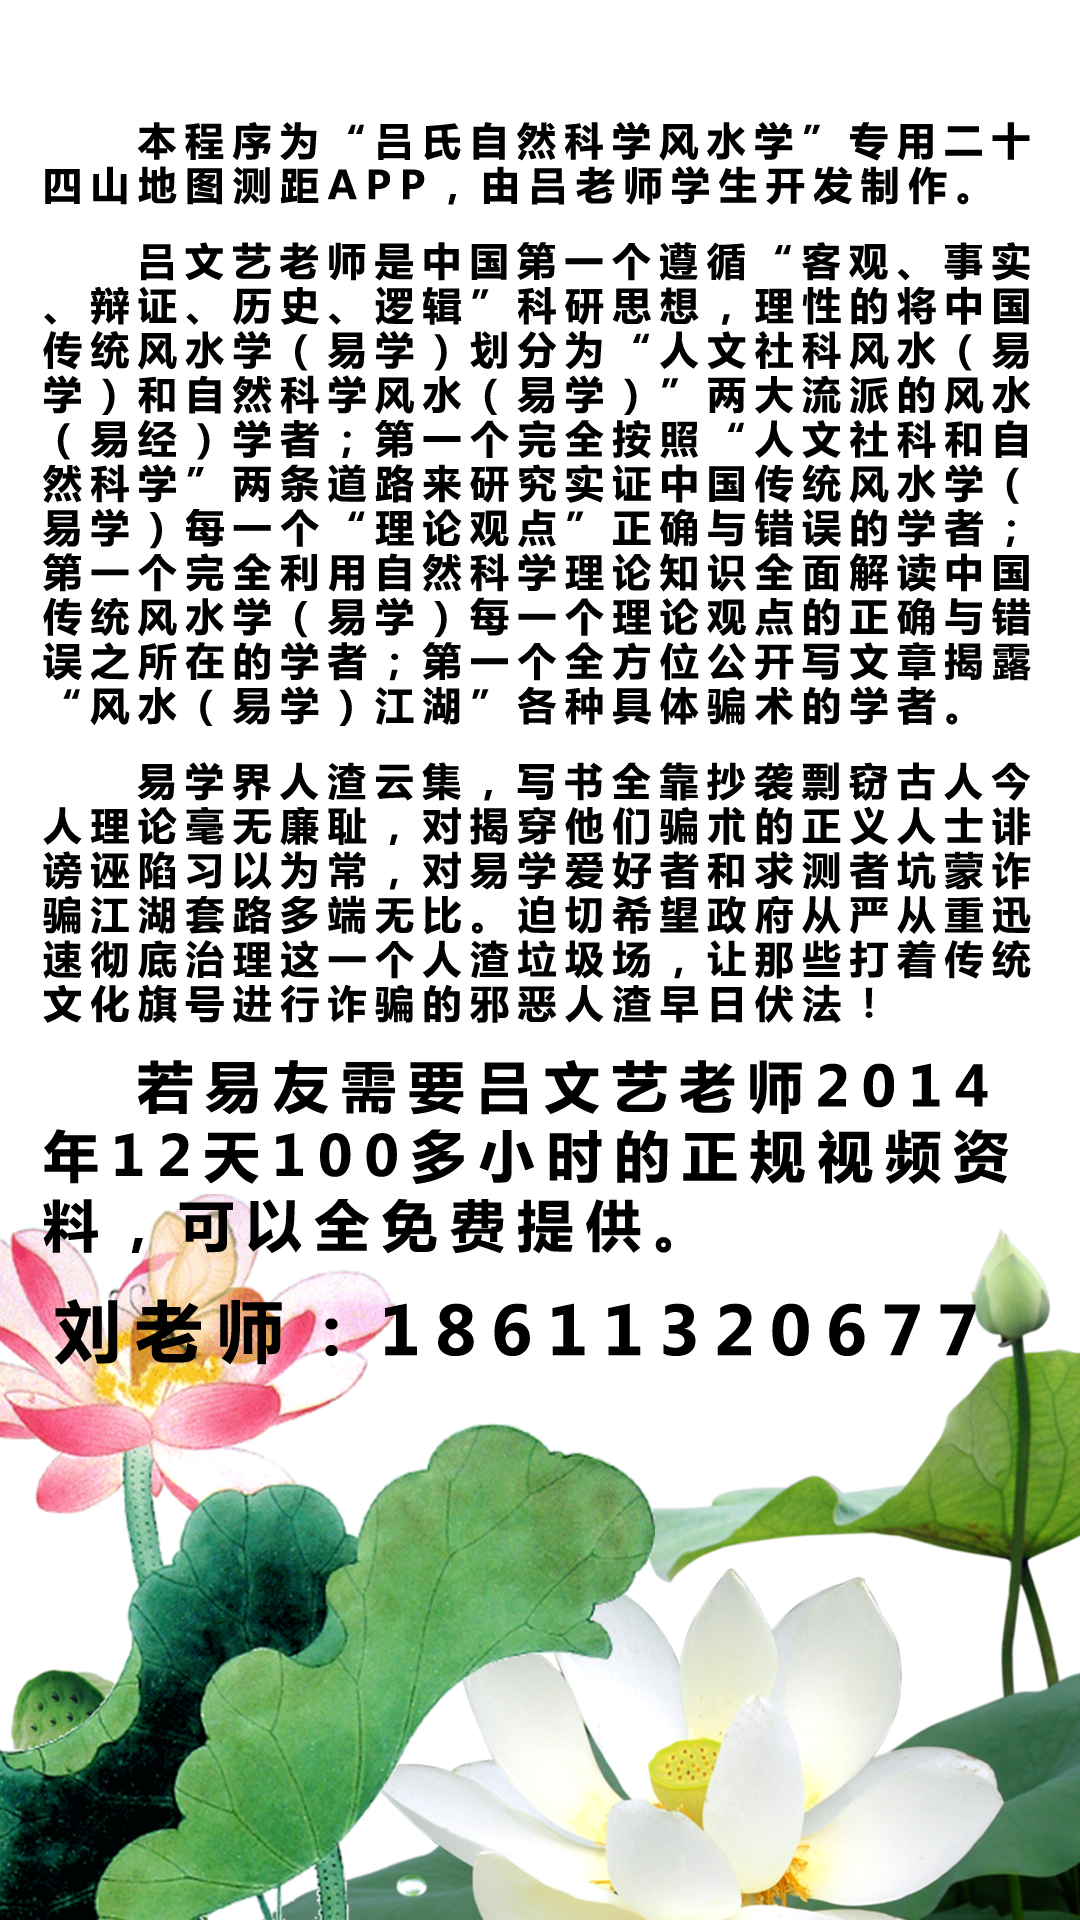 本程序为“吕氏自然科学风水学”专用二十
四山地图测距APP，由吕老师学生开发制作。
吕文艺老师是中国第一个遵循“客观、事实
、辩证、历史、逻辑”科研思想，理性的将中国
传统风水学（易学）划分为“人文社科风水（易
学）和自然科学风水（易学）”两大流派的风水
（易经）学者；第一个完全按照“人文社科和自
然科学”两条道路来研究实证中国传统风水学（
易学）每一个“理论观点”正确与错误的学者；
第一个完全利用自然科学理论知识全面解读中国
传统风水学（易学）每一个理论观点的正确与错
误之所在的学者；第一个全方位公开写文章揭露
“风水（易学）江湖”各种具体骗术的学者。
易学界人渣云集，写书全靠抄袭剽窃古人今
人理论毫无廉耻，对揭穿他们骗术的正义人士诽
谤诬陷习以为常，对易学爱好者和求测者坑蒙诈
骗江湖套路多端无比。迫切希望政府从严从重迅
速彻底治理这一个人渣垃圾场，让那些打着传统
文化旗号进行诈骗的邪恶人渣早日伏法！
若易友需要吕文艺老师2014
年12天100多小时的正规视频资
料，可以全免费提供。
刘老师：18611320677